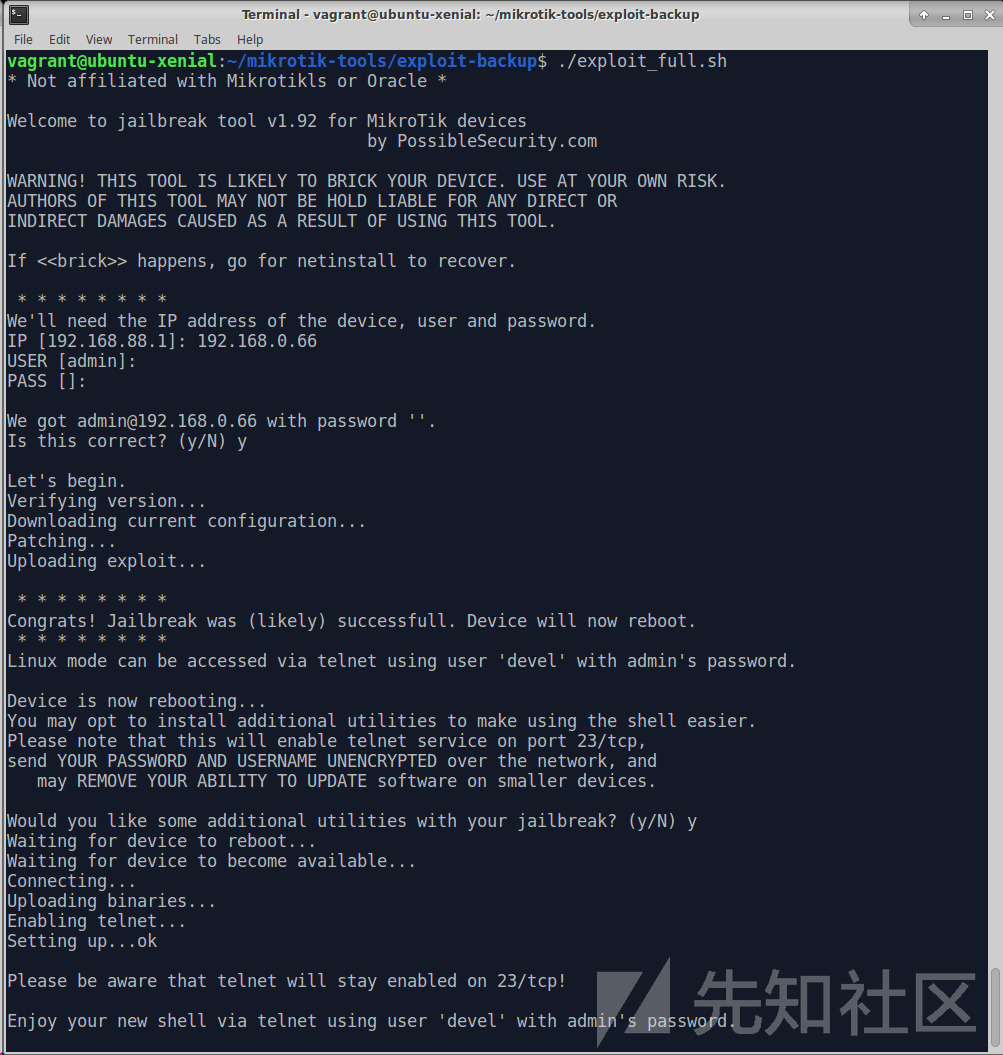 Terminal - vagrant@ubuntu-xenial: ~/mikrotik-tools/exploit-backup
File Edit View Terminal Tabs Help
vagrant@ubuntu-xenial:~/mikrotik-tools/exploit-backup$ ./exploit_full.sh
* Not affiliated with Mikrotikls or Oracle *
Welcome to jailbreak tool v1.92 for MikroTik devices
by PossibleSecurity.com
WARNING! THIS TOOL IS LIKELY TO BRICK YOUR DEVICE. USE AT YOUR OWN RISK.
AUTHORS OF THIS TOOL MAY NOT BE HOLD LIABLE FOR ANY DIRECT OR
INDIRECT DAMAGES CAUSED AS A RESULT OF USING THIS TOOL.
If <<brick>> happens, go for netinstall to recover.
* * * * * * * *
We'll need the IP address of the device, user and password.
IP [192.168.88.1]: 192.168.0.66
USER [admin]:
PASS []:
We got admin@192.168.0.66 with password ''.
Is this correct? (y/N) y
Let's begin.
Verifying version...
Downloading current configuration...
Patching...
Uploading exploit...
* * * * * * * *
Congrats! Jailbreak was (likely) successfull. Device will now reboot.
* * * * * * * *
Linux mode can be accessed via telnet using user 'devel' with admin's password.
Device is now rebooting...
You may opt to install additional utilities to make using the shell easier.
Please note that this will enable telnet service on port 23/tcp,
send YOUR PASSWORD AND USERNAME UNENCRYPTED over the network, and
may REMOVE YOUR ABILITY TO UPDATE software on smaller devices.
Would you like some additional utilities with your jailbreak? (y/N) y
Waiting for device to reboot...
Waiting for device to become available...
Connecting...
Uploading binaries...
Enabling telnet...
Setting up...ok
Please be aware that telnet will stay enabled on 23/tcp!
Enjoy your new shell via telnet using user 'devel' with admin's password.
先知社区